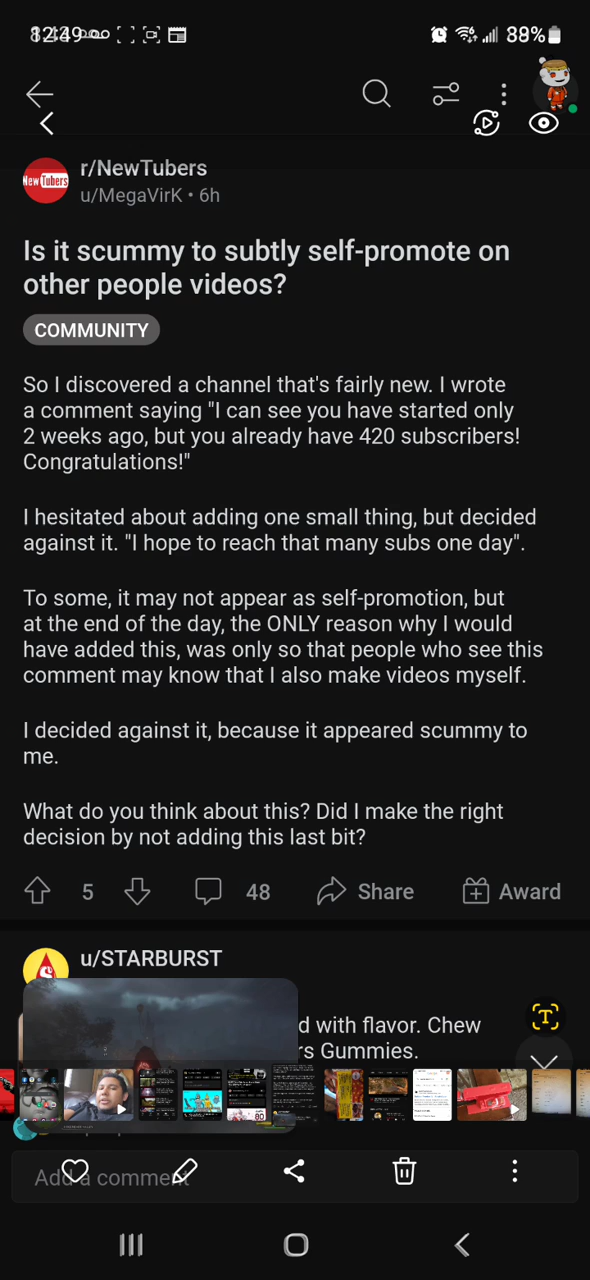 38%
r/NewTubers
New Tubers
u/MegaVirK • 6h
Is it scummy to subtly self-promote on
other people videos?
COMMUNITY
So I discovered a channel that's fairly new. I wrote
a comment saying "I can see you have started only
2 weeks ago, but you already have 420 subscribers!
Congratulations!"
I hesitated about adding one small thing, but decided
against it. "I hope to reach that many subs one day".
To some, it may not appear as self-promotion, but
at the end of the day, the ONLY reason why I would
have added this, was only so that people who see this
comment may know that I also make videos myself.
I decided against it, because it appeared scummy to
me.
What do you think about this? Did I make the right
decision by not adding this last bit?
5
48
Share
Award
u/STARBURST
d with flavor. Chew
rs Gummies.
T
80
Add a comment